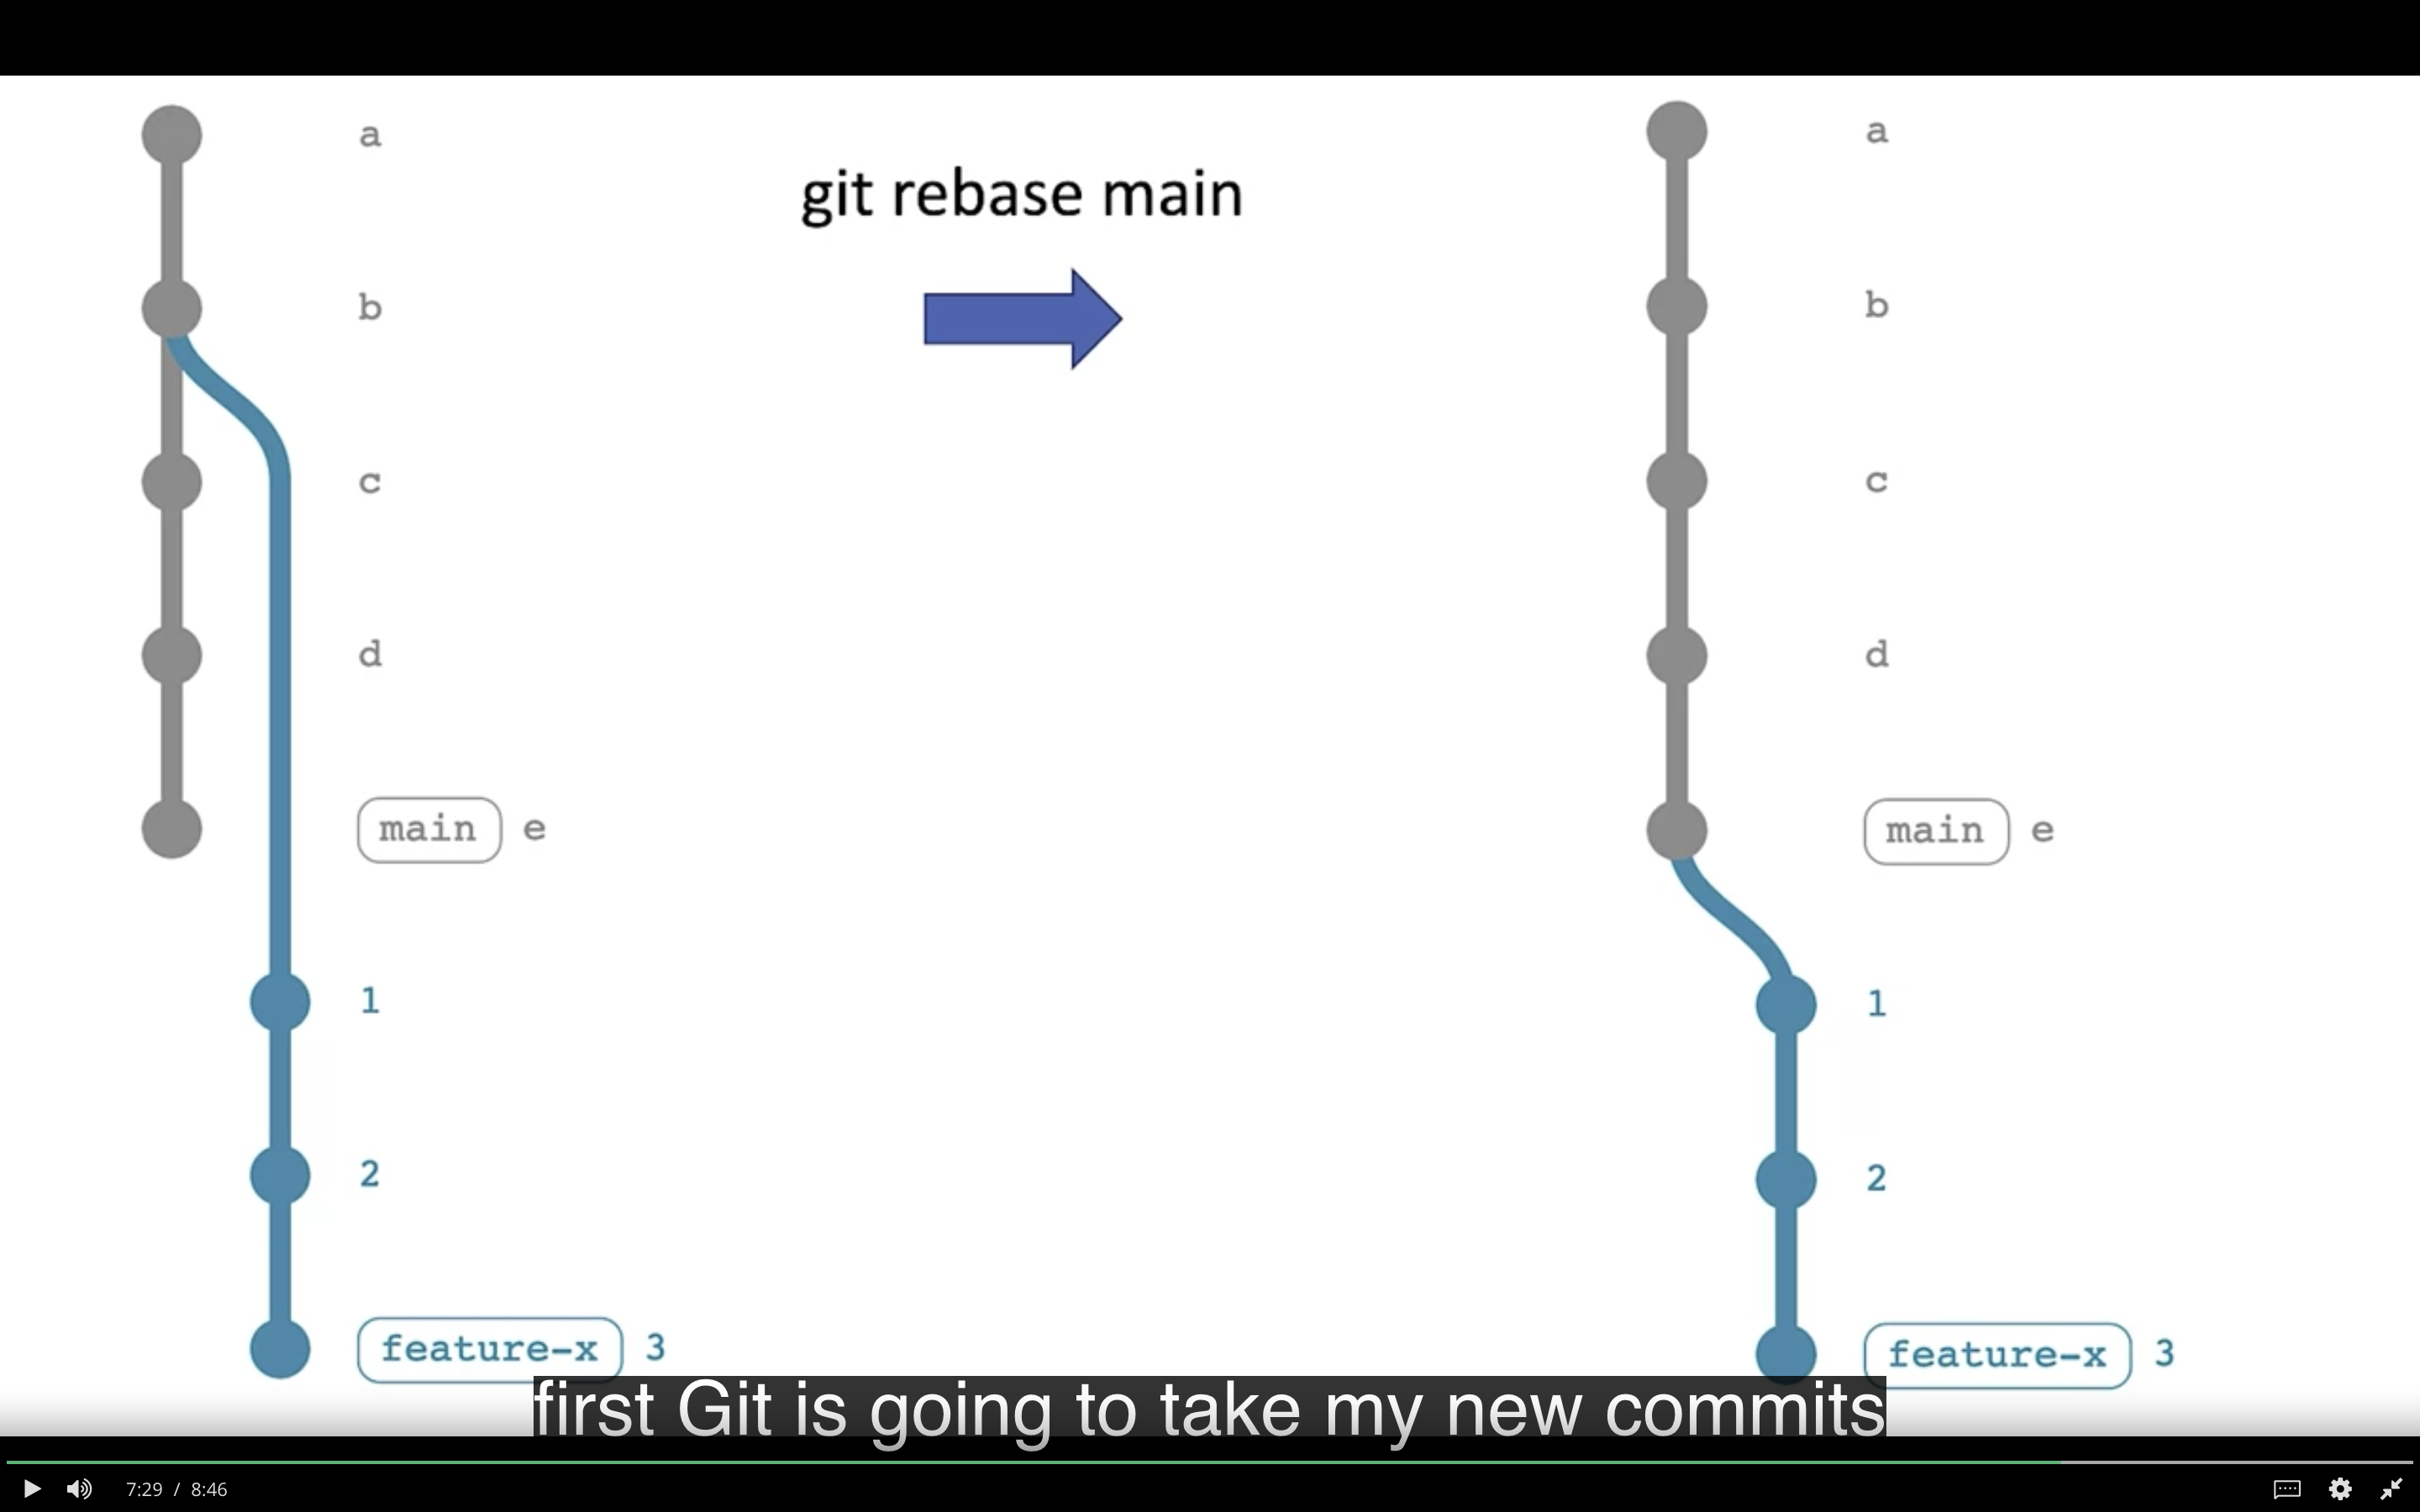 a
b
c
d
main e
1
2
feature-x 3
git rebase main
a
b
c
d
main e
1
2
feature-x 3
first Git is going to take my new commits
7:29 / 8:46